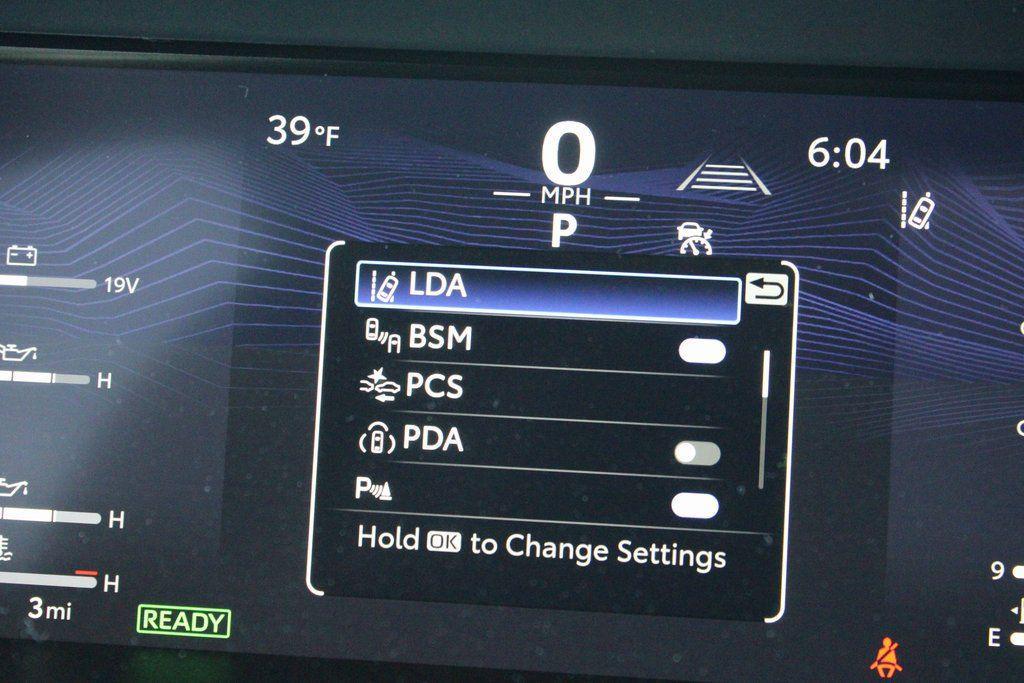 39°F
0
MPH
P
6:04
19V
H
H
H
3mi
READY
LDA
BSM
PCS
PDA
P
Hold OK to Change Settings
9
E